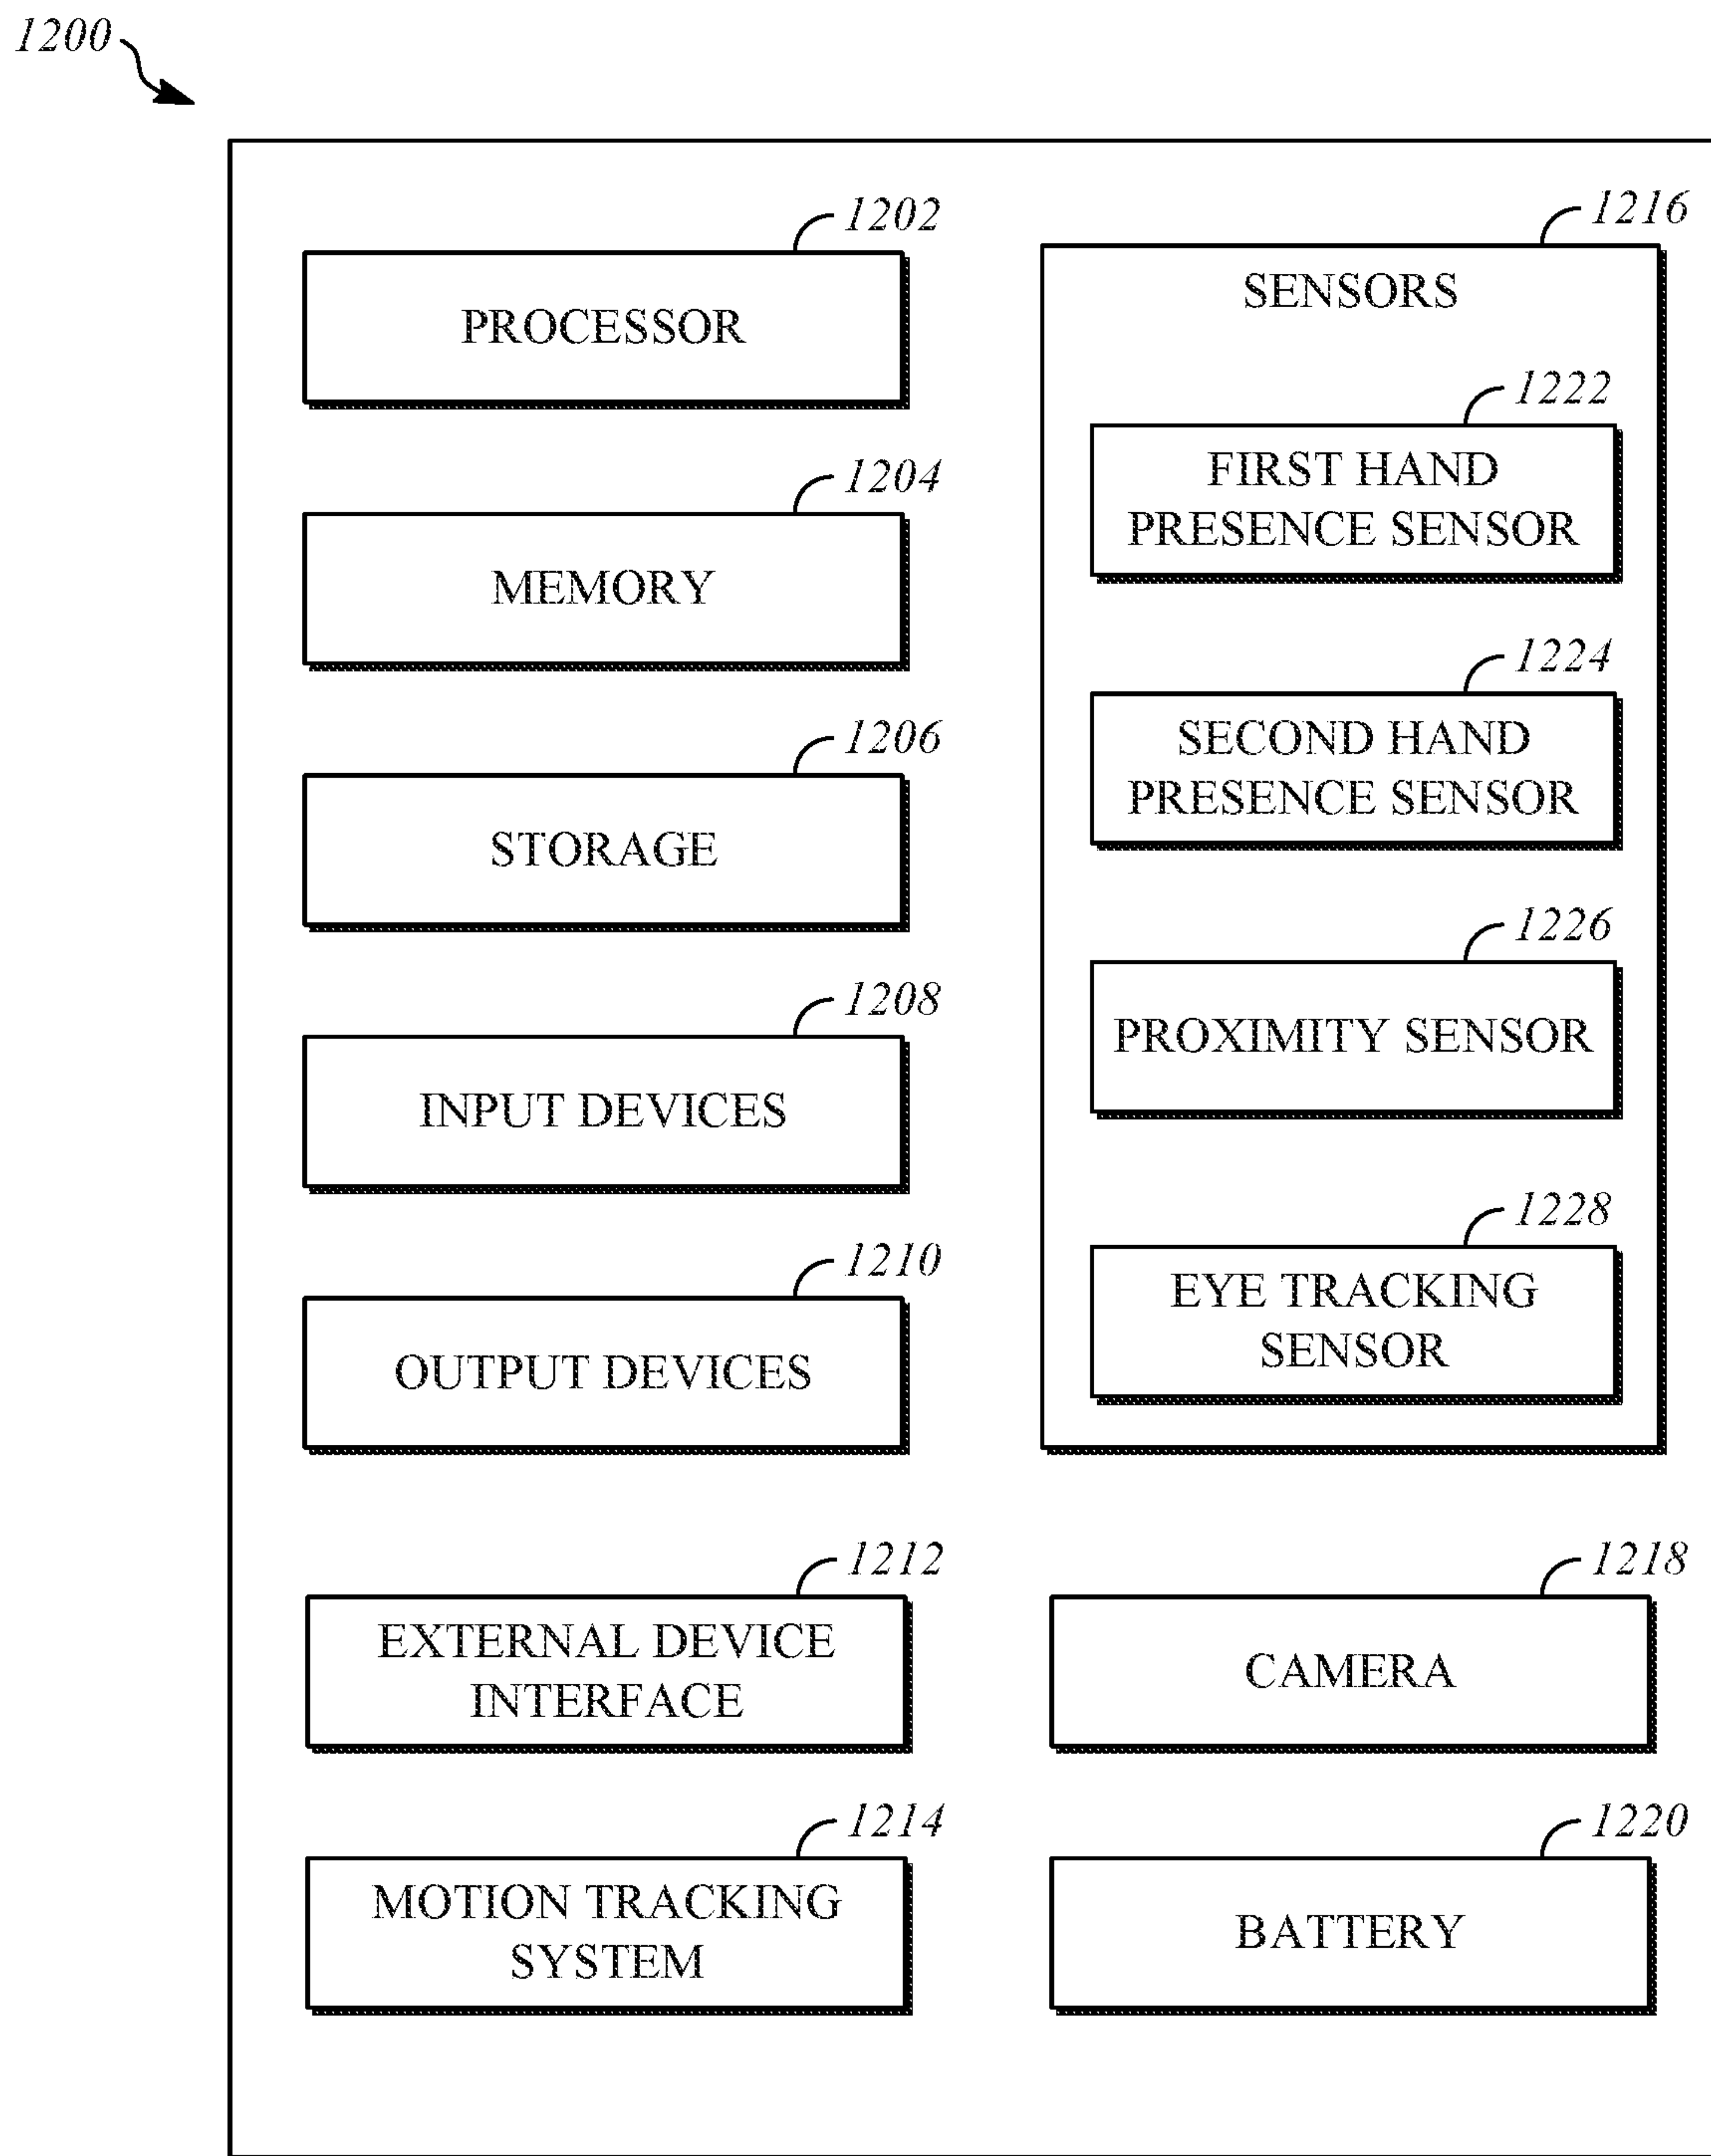 1200
1202
PROCESSOR
1204
MEMORY
1206
STORAGE
1208
INPUT DEVICES
1210
OUTPUT DEVICES
1212
EXTERNAL DEVICE
INTERFACE
1214
MOTION TRACKING
SYSTEM
1216
SENSORS
1222
FIRST HAND
PRESENCE SENSOR
1224
SECOND HAND
PRESENCE SENSOR
1226
PROXIMITY SENSOR
1228
EYE TRACKING
SENSOR
1218
CAMERA
1220
BATTERY